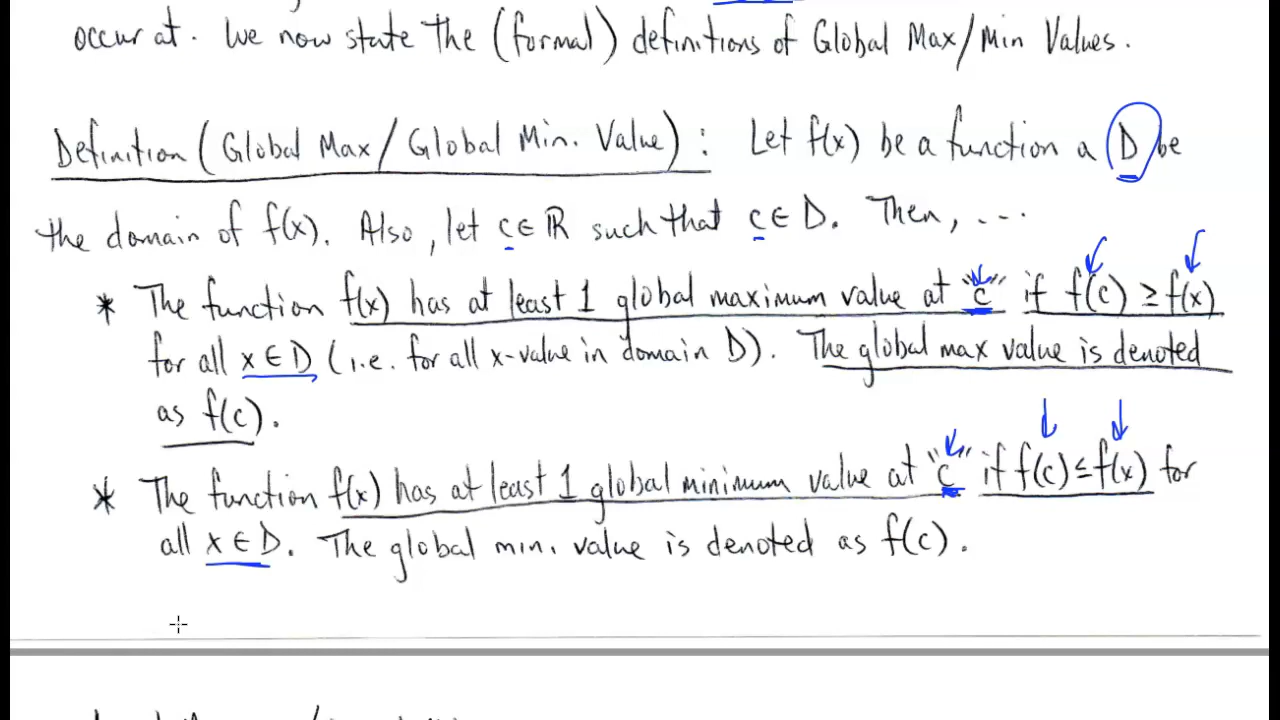 occur at. We now state the (formal) definitions of Global Max/Min Values.
Definition (Global Max/Global Min. Value): Let f(x) be a function a D be
the domain of f(x). Also, let c∈ℝ such that c∈D. Then, ...
* The function f(x) has at least 1 global maximum value at "c" if f(c) ≥ f(x)
for all x∈D (i.e. for all x-value in domain D). The global max value is denoted
as f(c).
* The function f(x) has at least 1 global minimum value at "c" if f(c) ≤ f(x) for
all x∈D. The global min. value is denoted as f(c).